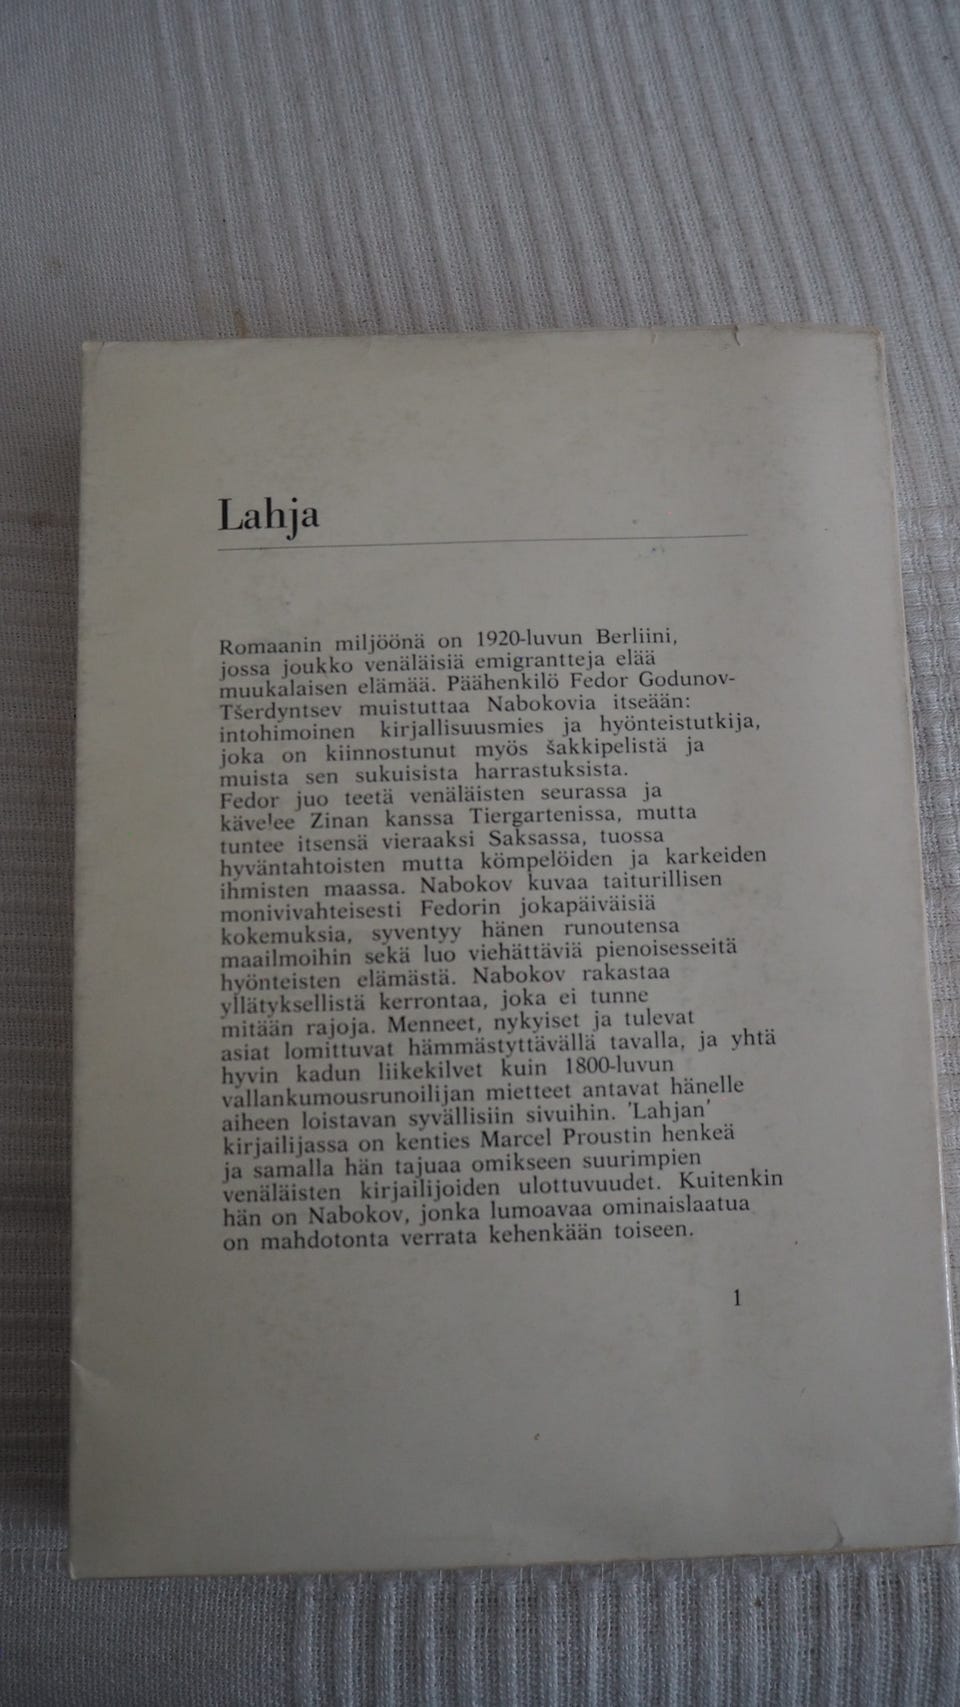 Lahja
Romaanin miljöönä on 1920-luvun Berliini,
jossa joukko venäläisiä emigrantteja elää
muukalaisen elämää. Päähenkilö Fedor Godunov-
Tšerdyntsev muistuttaa Nabokovia itseään:
intohimoinen kirjallisuusmies ja hyönteistutkija,
joka on kiinnostunut myös šakkipelistä ja
muista sen sukuisista harrastuksista.
Fedor juo teetä venäläisten seurassa ja
kävelee Zinan kanssa Tiergartenissa, mutta
tuntee itsensä vieraaksi Saksassa, tuossa
hyväntahtoisten mutta kömpelöiden ja karkeiden
ihmisten maassa. Nabokov kuvaa taiturillisen
monivivahteisesti Fedorin jokapäiväisiä
kokemuksia, syventyy hänen runoutensa
maailmoihin sekä luo viehättäviä pienoisesseitä
hyönteisten elämästä. Nabokov rakastaa
yllätyksellistä kerrontaa, joka ei tunne
mitään rajoja. Menneet, nykyiset ja tulevat
asiat lomittuvat hämmästyttävällä tavalla, ja yhtä
hyvin kadun liikekilvet kuin 1800-luvun
vallankumousrunoilijan mietteet antavat hänelle
aiheen loistavan syvällisiin sivuihin. 'Lahjan'
kirjailijassa on kenties Marcel Proustin henkeä
ja samalla hän tajuaa omikseen suurimpien
venäläisten kirjailijoiden ulottuvuudet. Kuitenkin
hän on Nabokov, jonka lumoavaa ominaislaatua
on mahdotonta verrata kehenkään toiseen.
1